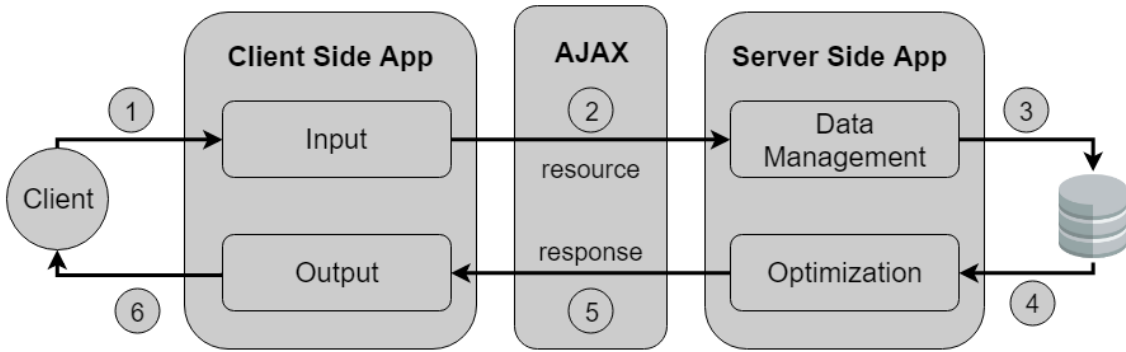 Client Side App
AJAX
Server Side App
1
2
3
Input
Data
Management
resource
Client
response
Output
Optimization
6
5
4